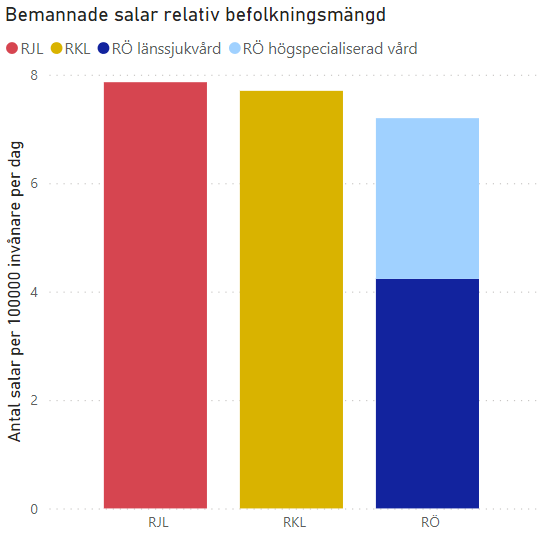 Bemannade salar relativ befolkningsmängd
RJL RKL RÖ länssjukvård RÖ högspecialiserad vård
Antal salar per 100000 invånare per dag
8
6
4
2
0
RJL RKL RÖ